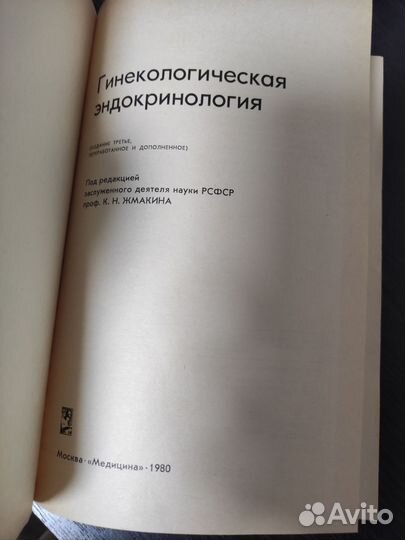 Гинекологическая
эндокринология
(ИЗДАНИЕ ТРЕТЬЕ,
ПЕРЕРАБОТАННОЕ И ДОПОЛНЕННОЕ)
Под редакцией
заслуженного деятеля науки РСФСР
проф. К. Н. ЖМАКИНА
Москва · «Медицина» · 1980
Avito